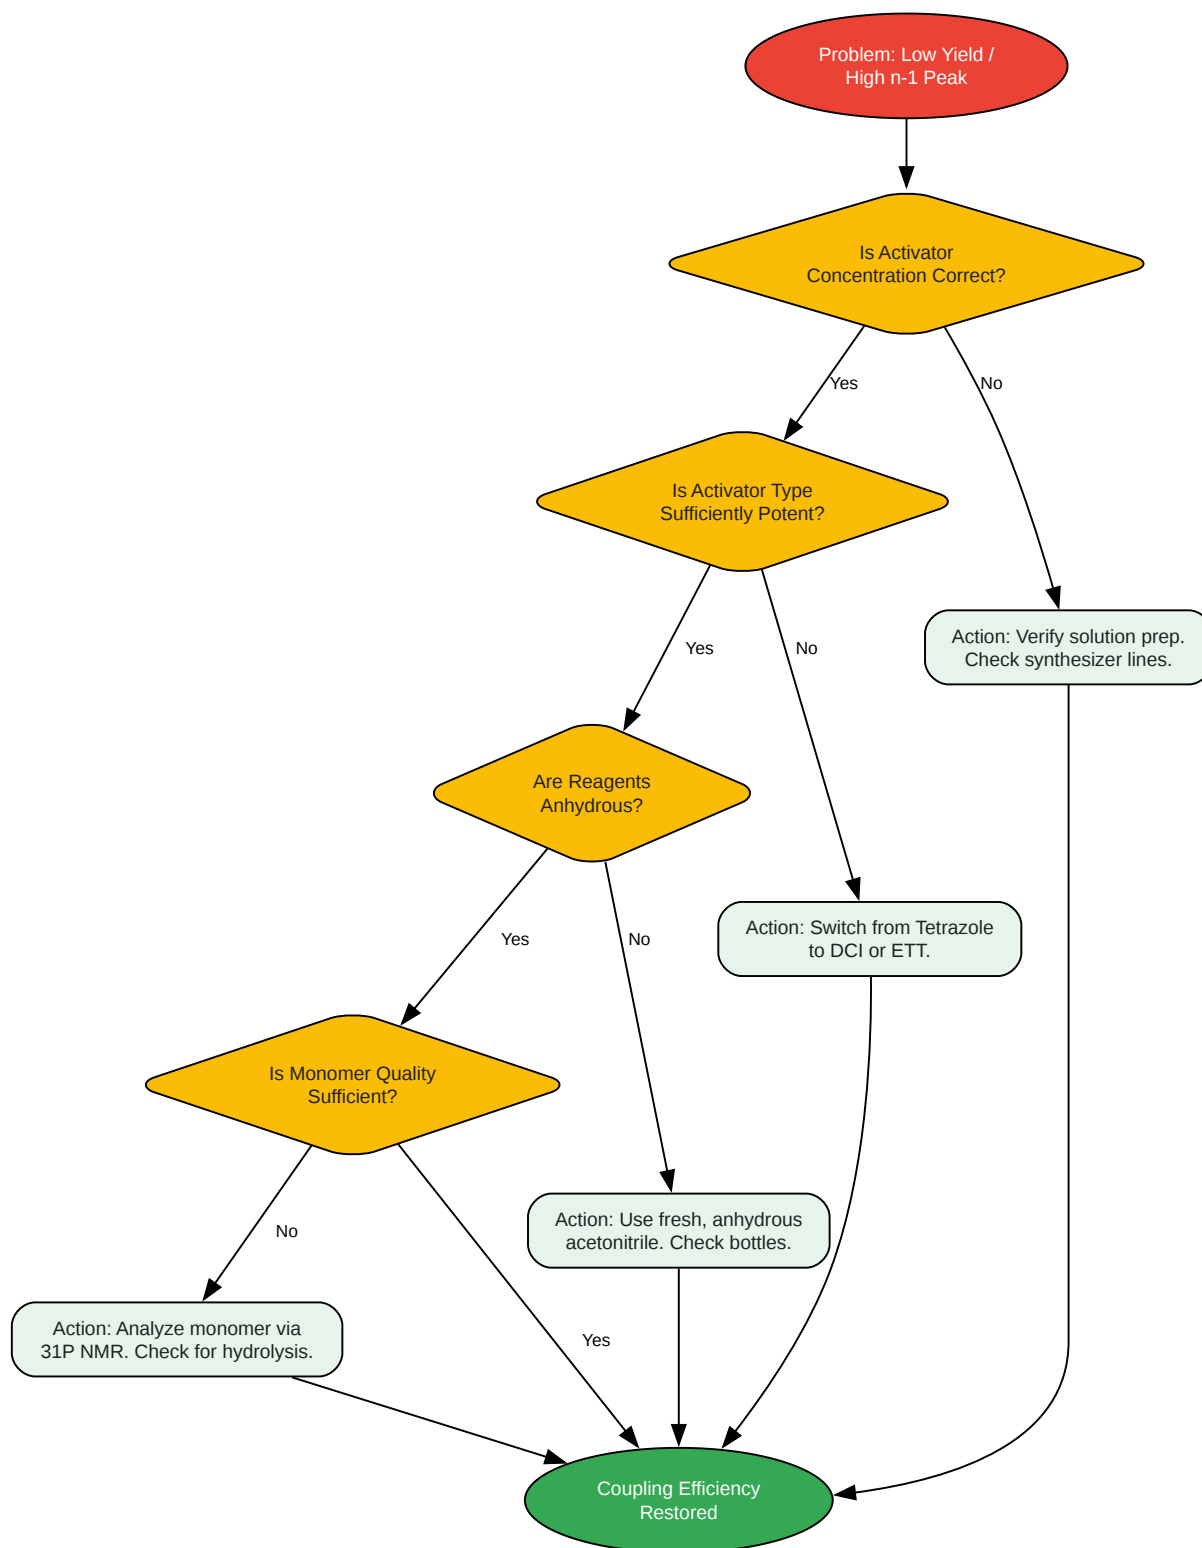 Problem: Low Yield /
High n-1 Peak
Is Activator
Concentration Correct?
Yes
No
Is Activator Type
Sufficiently Potent?
Action: Verify solution prep.
Check synthesizer lines.
Yes
No
Are Reagents
Anhydrous?
Action: Switch from Tetrazole
to DCI or ETT.
Yes
No
Is Monomer Quality
Sufficient?
Action: Use fresh, anhydrous
acetonitrile. Check bottles.
No
Yes
Action: Analyze monomer via
31P NMR. Check for hydrolysis.
Coupling Efficiency
Restored